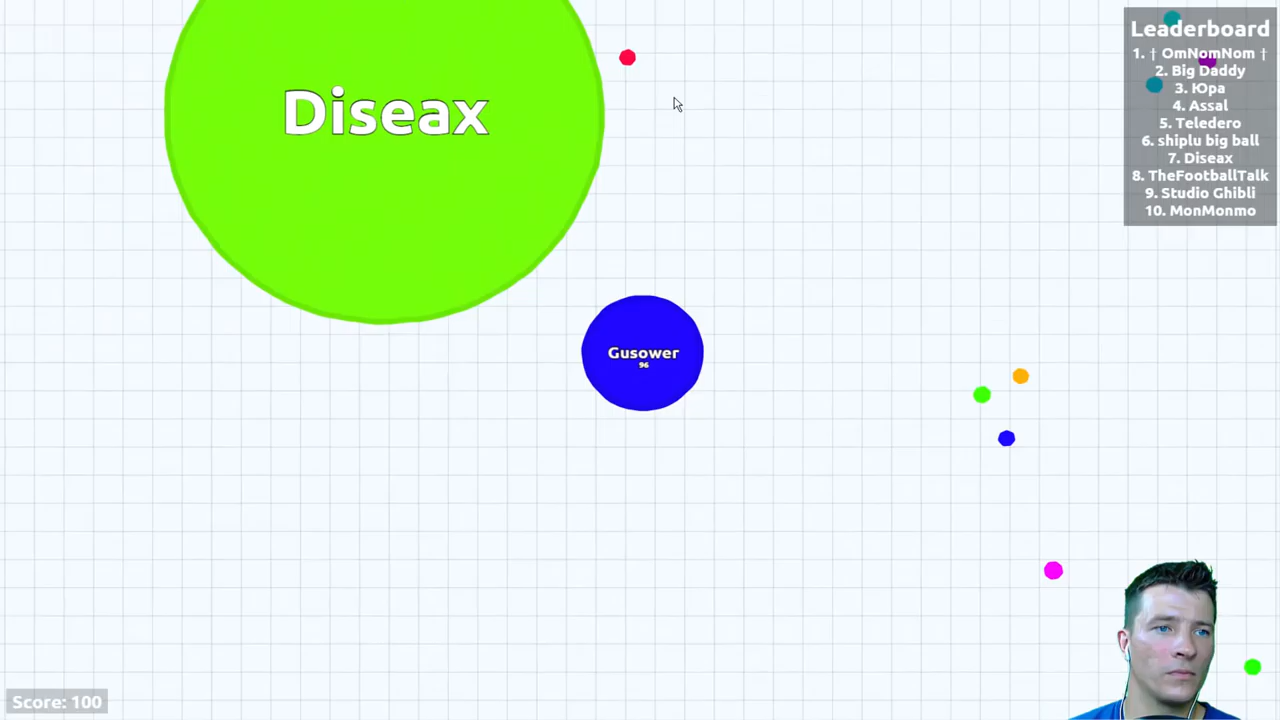 Diseax
Gusower
96
Leaderboard
1. † OmNomNom †
2. Big Daddy
3. Юра
4. Assal
5. Teledero
6. shiplu big ball
7. Diseax
8. TheFootballTalk
9. Studio Ghibli
10. MonMonmo
Score: 100